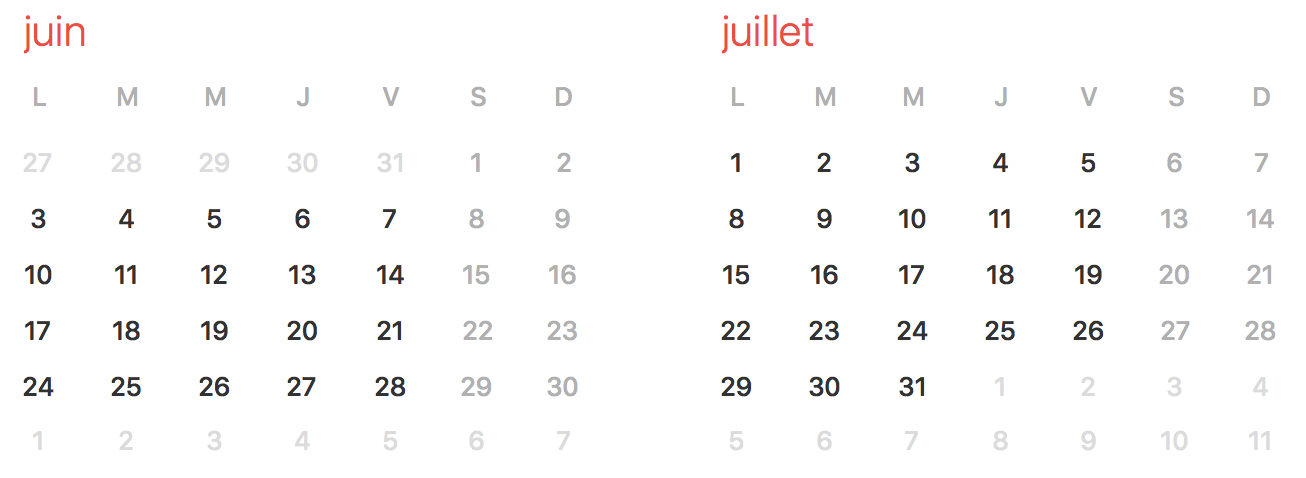 juin
L M M J V S D
27 28 29 30 31 1 2
3 4 5 6 7 8 9
10 11 12 13 14 15 16
17 18 19 20 21 22 23
24 25 26 27 28 29 30
1 2 3 4 5 6 7
juillet
L M M J V S D
1 2 3 4 5 6 7
8 9 10 11 12 13 14
15 16 17 18 19 20 21
22 23 24 25 26 27 28
29 30 31 1 2 3 4
5 6 7 8 9 10 11